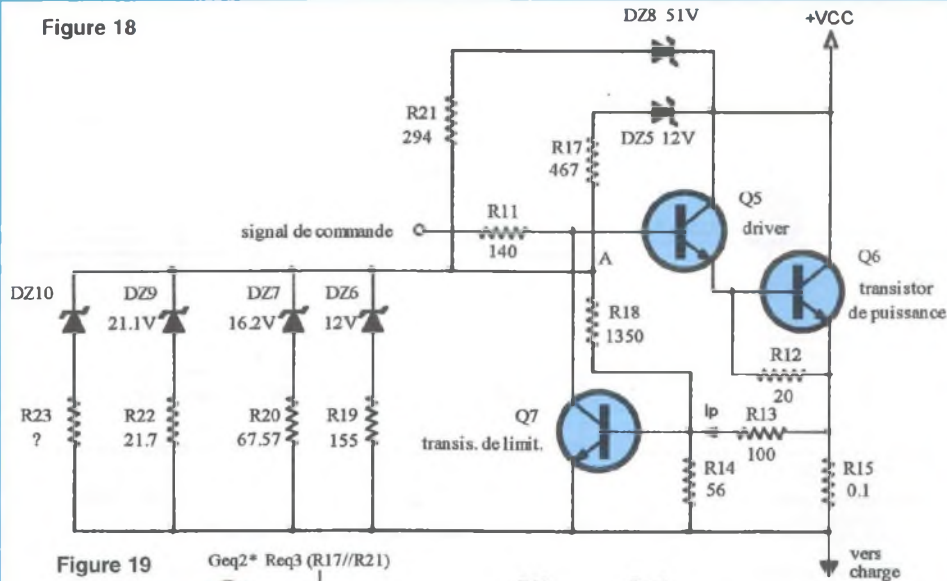 Figure 18
DZ8 51V
+VCC
R21
294
R17
467
DZ5 12V
Q5
driver
signal de commande
R11
140
A
Q6
transistor
de puissance
DZ10
DZ9
21.1V
DZ7
16.2V
DZ6
12V
R18
1350
R12
20
R23
?
R22
21.7
R20
67.57
R19
155
Q7
transis. de limit.
Ip
R13
100
R14
56
R15
0.1
vers
charge
Figure 19
Geq2* Req3 (R17//R21)